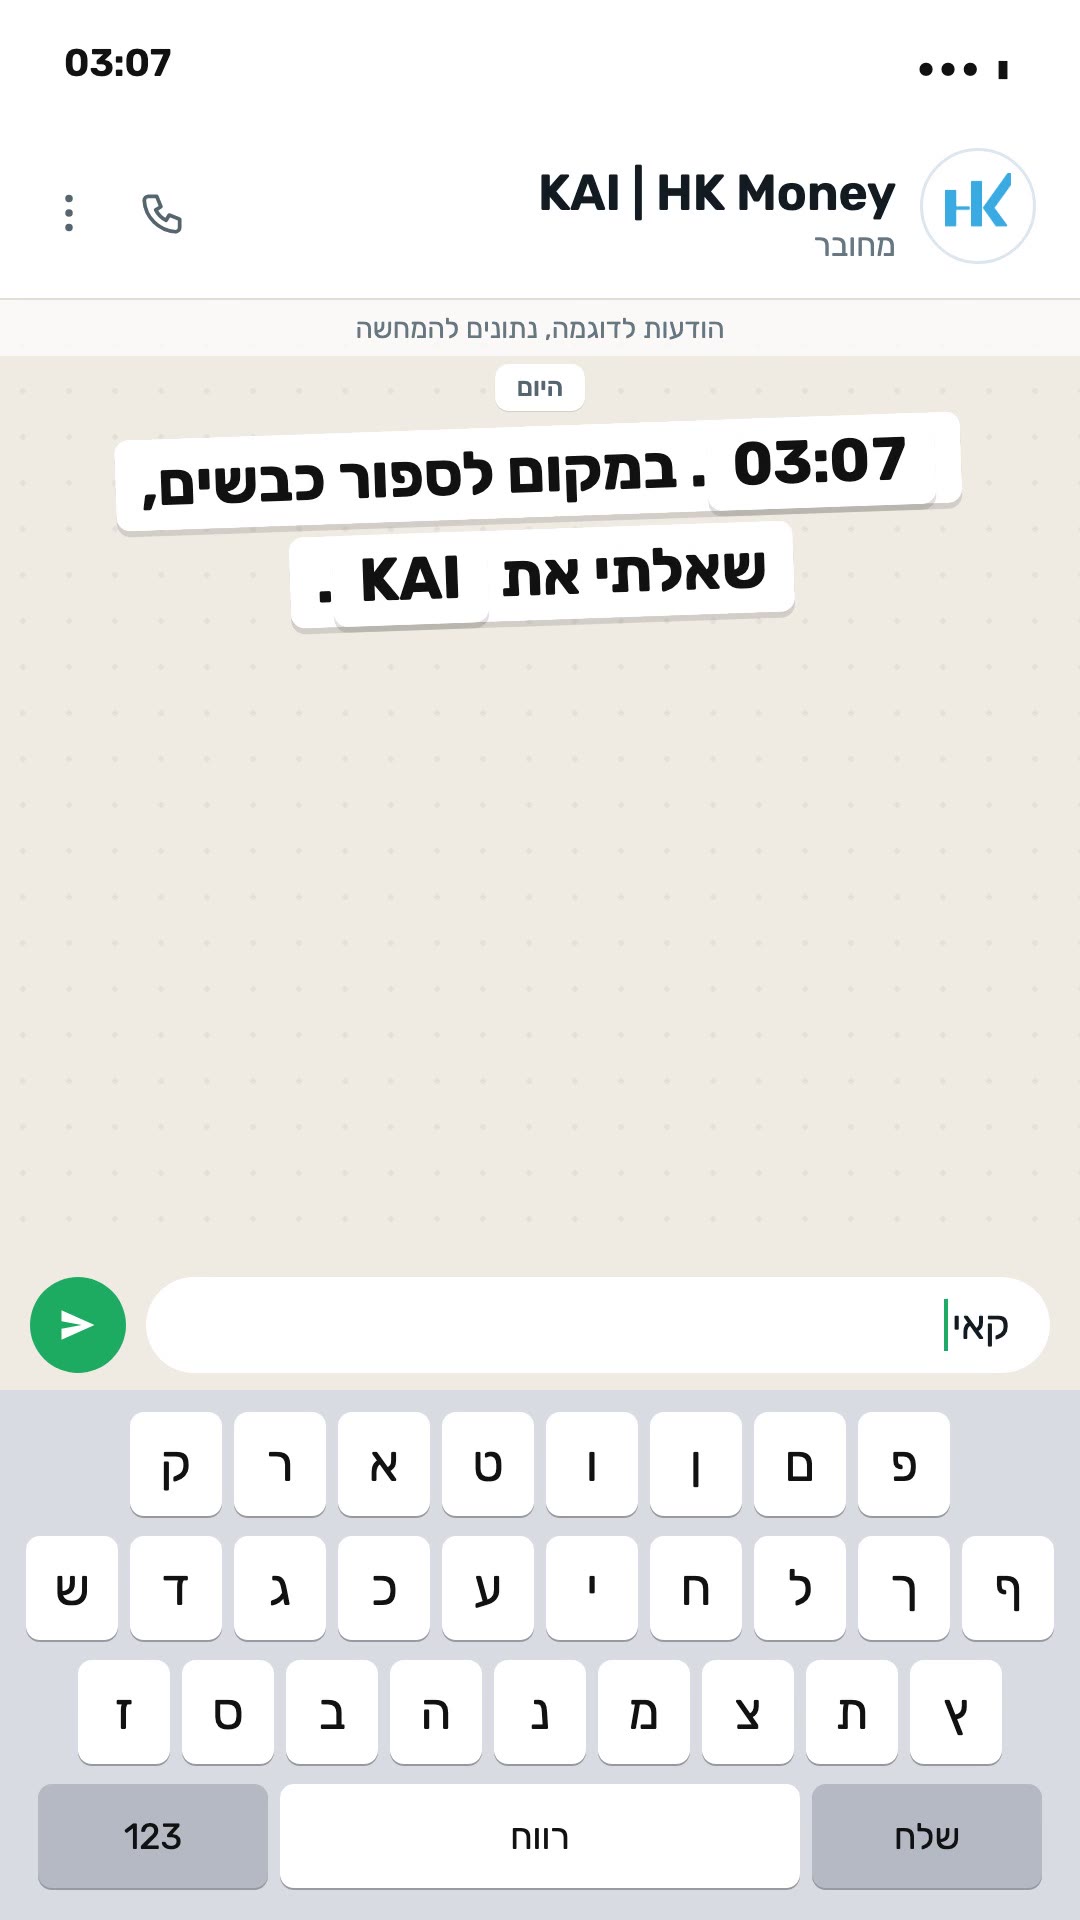 03:07
KAI | HK Money
HK
מחובר
הודעות לדוגמה, נתונים להמחשה
היום
03:07. במקום לספור כבשים,
שאלתי את KAI.
קאי
ק ר א ט ו ן ם פ
ש ד ג כ ע י ח ל ך ף
ז ס ב ה נ מ צ ת ץ
123 רווח שלח